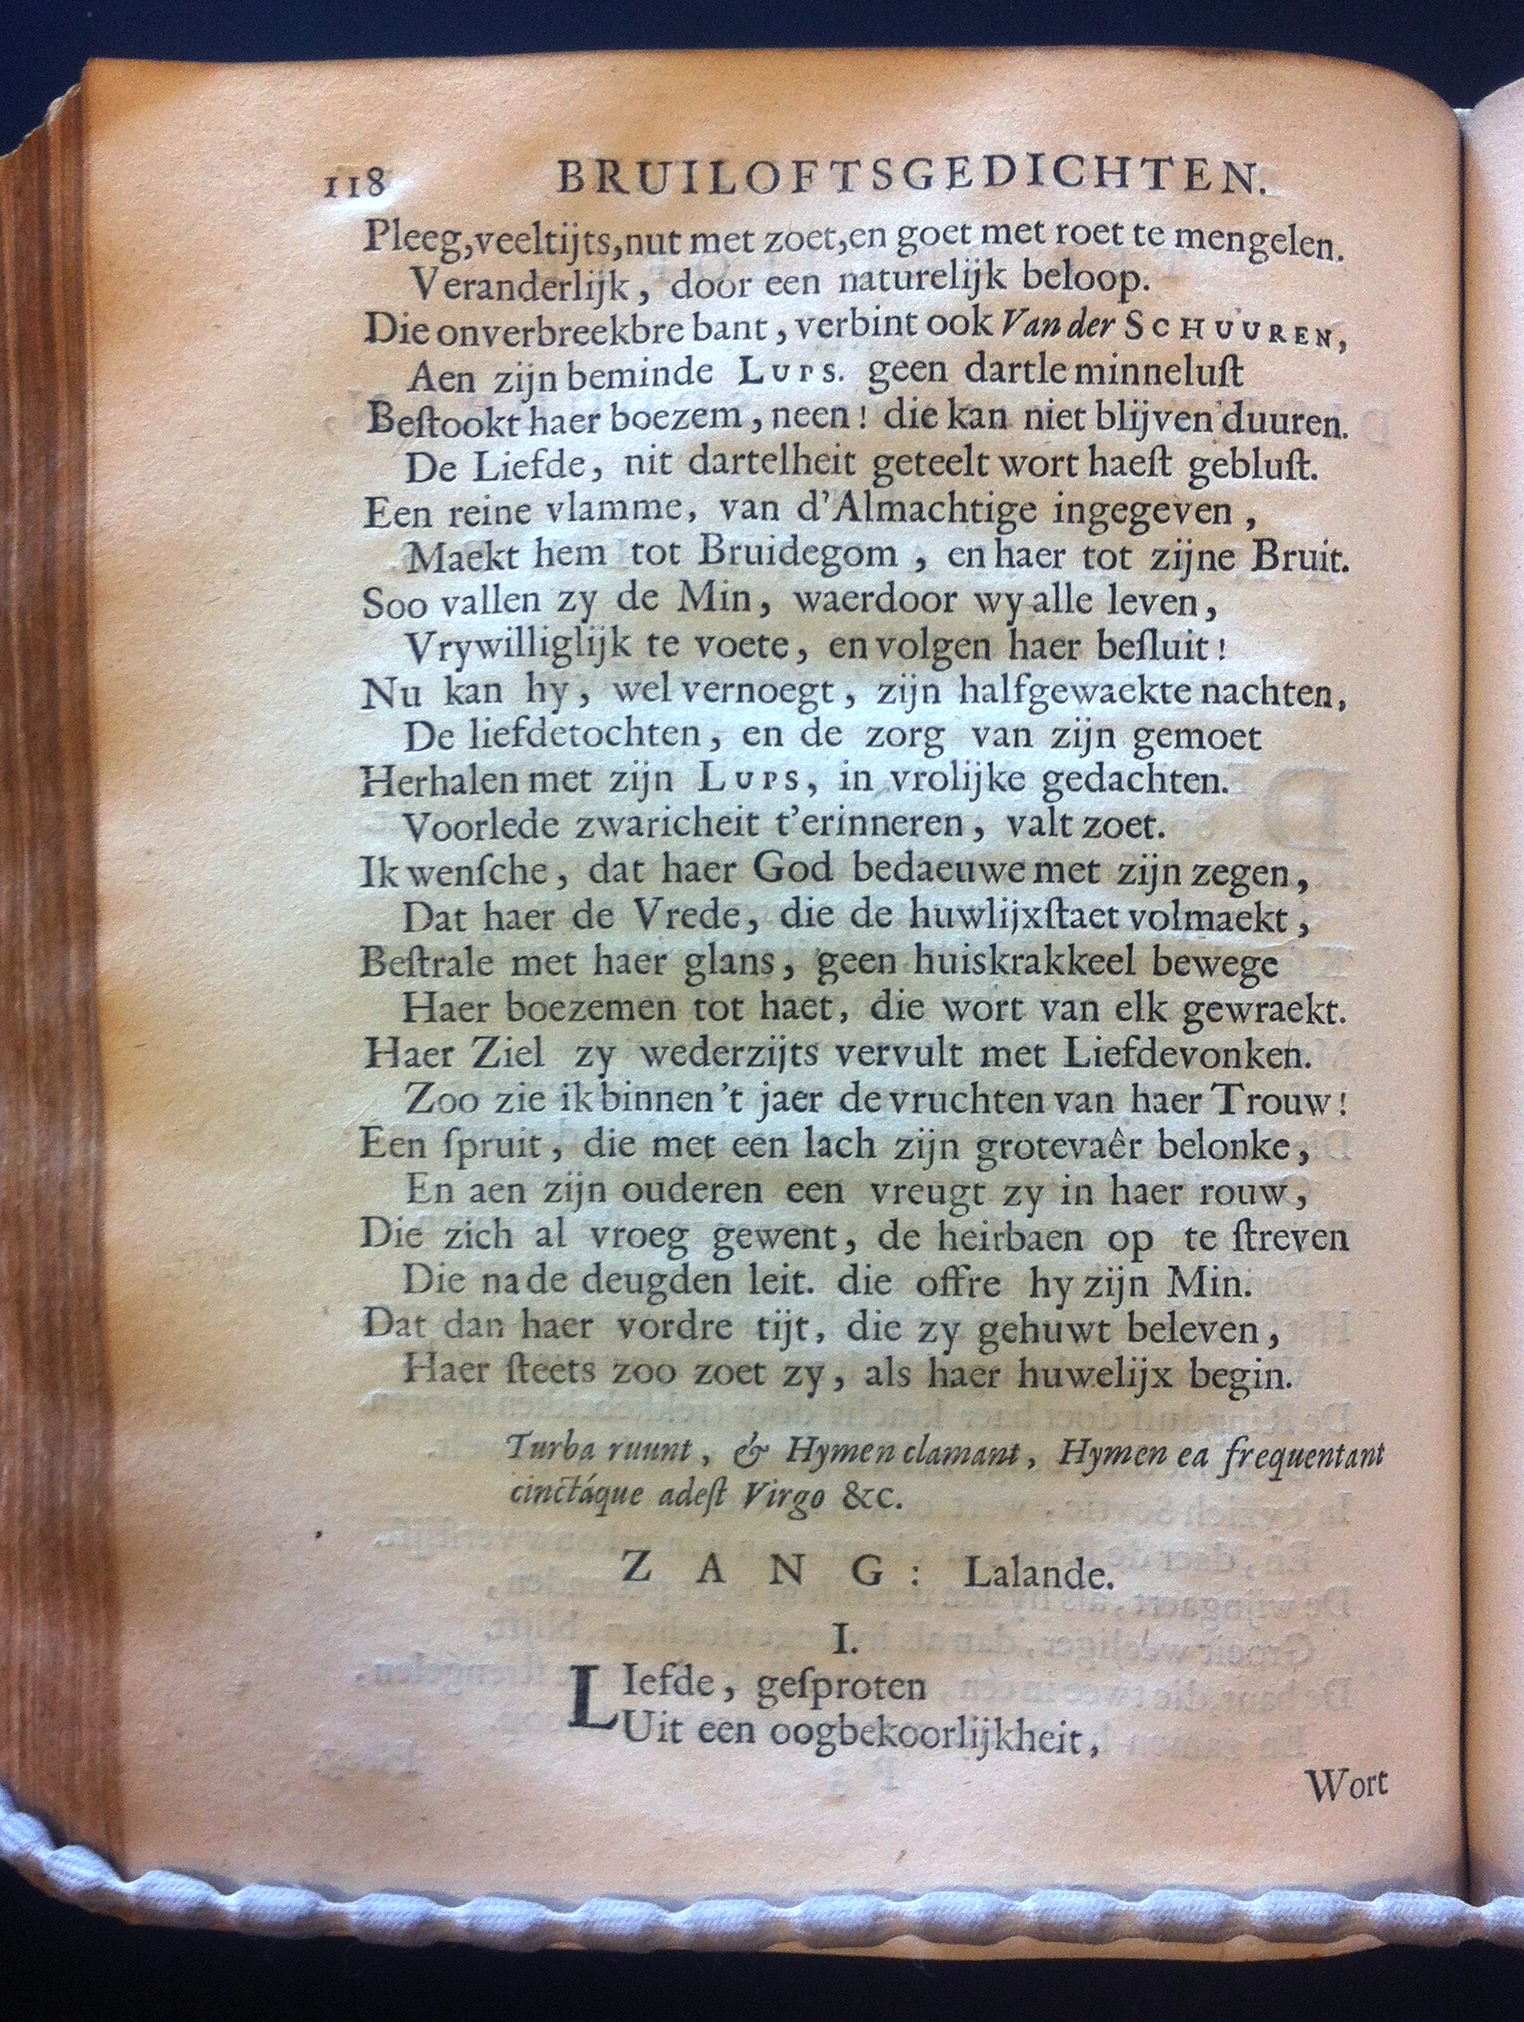 118 BRUILOFTSGEDICHTEN.
Pleeg,veeltijts,nut met zoet,en goet met roet te mengelen.
Veranderlijk, door een naturelijk beloop.
Die onverbreekbre bant, verbint ook Van der SCHUUREN,
Aen zijn beminde LUPS. geen dartle minneluſt
Beſtookt haer boezem, neen! die kan niet blijven duuren.
De Liefde, nit dartelheit geteelt wort haeſt gebluſt.
Een reine vlamme, van d'Almachtige ingegeven,
Maekt hem tot Bruidegom, en haer tot zijne Bruit.
Soo vallen zy de Min, waerdoor wy alle leven,
Vrywilliglijk te voete, en volgen haer beſluit!
Nu kan hy, wel vernoegt, zijn halfgewaekte nachten,
De liefdetochten, en de zorg van zijn gemoet
Herhalen met zijn LUPS, in vrolijke gedachten.
Voorlede zwaricheit t'erinneren, valt zoet.
Ik wenſche, dat haer God bedaeuwe met zijn zegen,
Dat haer de Vrede, die de huwlijxſtaet volmaekt,
Beſtrale met haer glans, geen huiskrakkeel bewege
Haer boezemen tot haet, die wort van elk gewraekt.
Haer Ziel zy wederzijts vervult met Liefdevonken.
Zoo zie ik binnen 't jaer de vruchten van haer Trouw!
Een ſpruit, die met een lach zijn grotevaêr belonke,
En aen zijn ouderen een vreugt zy in haer rouw,
Die zich al vroeg gewent, de heirbaen op te ſtreven
Die na de deugden leit. die offre hy zijn Min.
Dat dan haer vordre tijt, die zy gehuwt beleven,
Haer ſteets zoo zoet zy, als haer huwelijx begin.
Turba ruunt, & Hymen clamant, Hymen ea frequentant
cinctáque adeſt Virgo &c.
ZANG: Lalande.
I.
LIefde, geſproten
Uit een oogbekoorlijkheit,
Wort